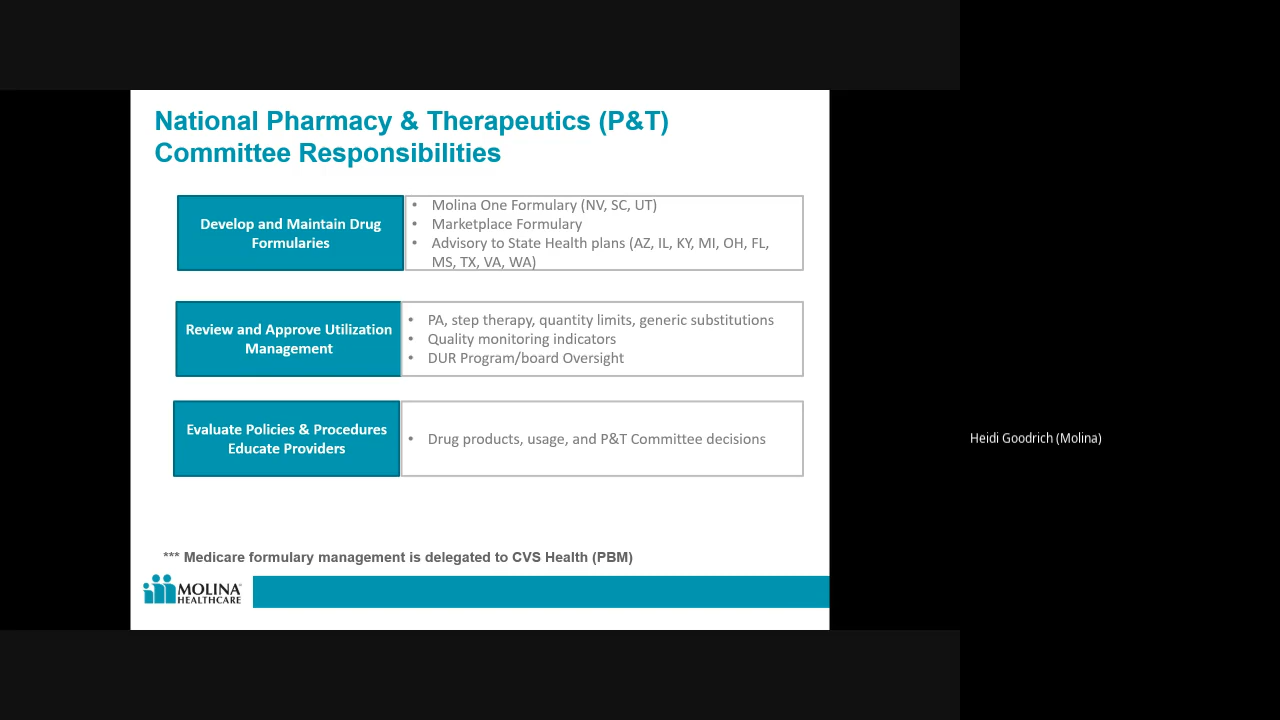 National Pharmacy & Therapeutics (P&T)
Committee Responsibilities
Develop and Maintain Drug
Formularies
• Molina One Formulary (NV, SC, UT)
• Marketplace Formulary
• Advisory to State Health plans (AZ, IL, KY, MI, OH, FL,
MS, TX, VA, WA)
Review and Approve Utilization
Management
• PA, step therapy, quantity limits, generic substitutions
• Quality monitoring indicators
• DUR Program/board Oversight
Evaluate Policies & Procedures
Educate Providers
• Drug products, usage, and P&T Committee decisions
Heidi Goodrich (Molina)
*** Medicare formulary management is delegated to CVS Health (PBM)
MOLINA
HEALTHCARE